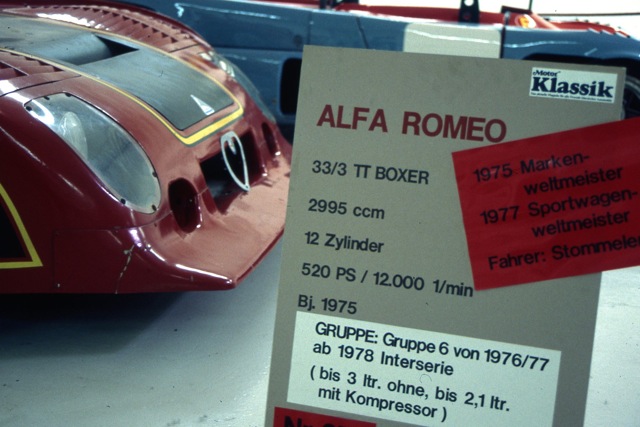 Motor
Klassik
ALFA ROMEO
33/3 TT BOXER
2995 ccm
12 Zylinder
520 PS / 12.000 1/min
Bj. 1975
1975 Marken-
weltmeister
1977 Sportwagen-
weltmeister
Fahrer: Stommelen
GRUPPE: Gruppe 6 von 1976/77
ab 1978 Interserie
( bis 3 ltr. ohne, bis 2,1 ltr.
mit Kompressor )